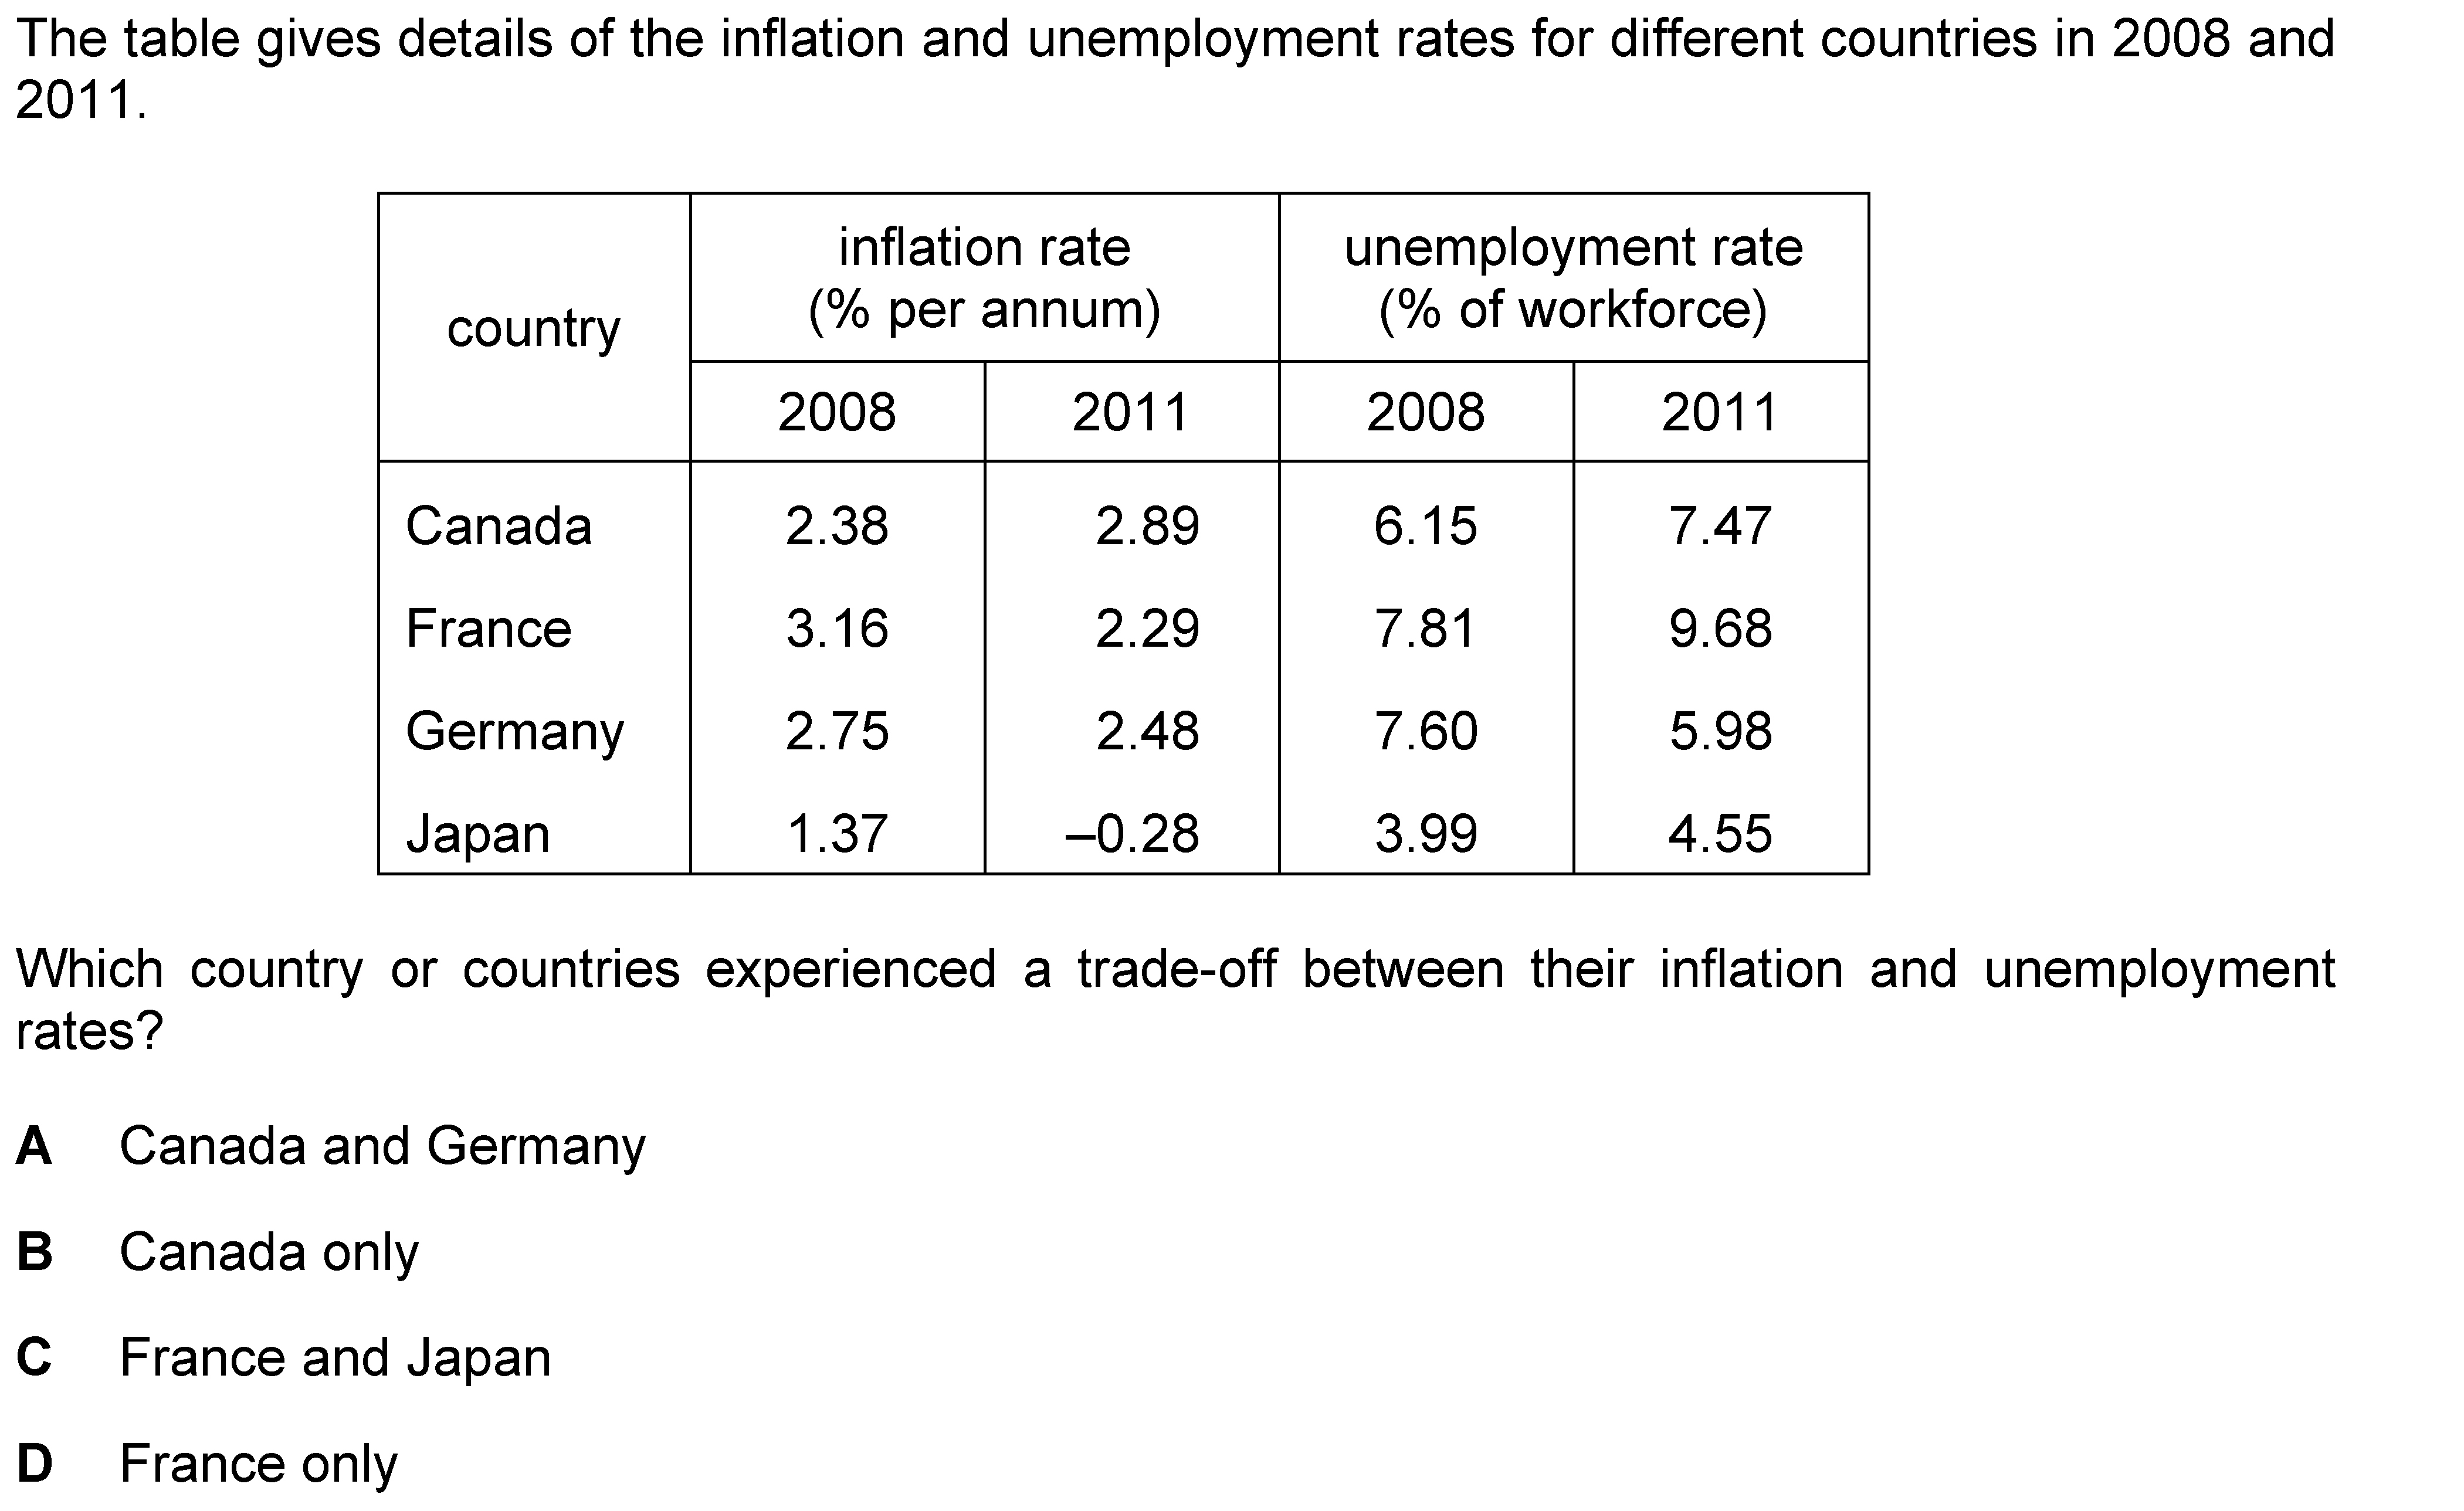 The table gives details of the inflation and unemployment rates for different countries in 2008 and
2011.
country
inflation rate
(% per annum)
unemployment rate
(% of workforce)
2008 2011 2008 2011
Canada 2.38 2.89 6.15 7.47
France 3.16 2.29 7.81 9.68
Germany 2.75 2.48 7.60 5.98
Japan 1.37 –0.28 3.99 4.55
Which country or countries experienced a trade-off between their inflation and unemployment
rates?
A Canada and Germany
B Canada only
C France and Japan
D France only